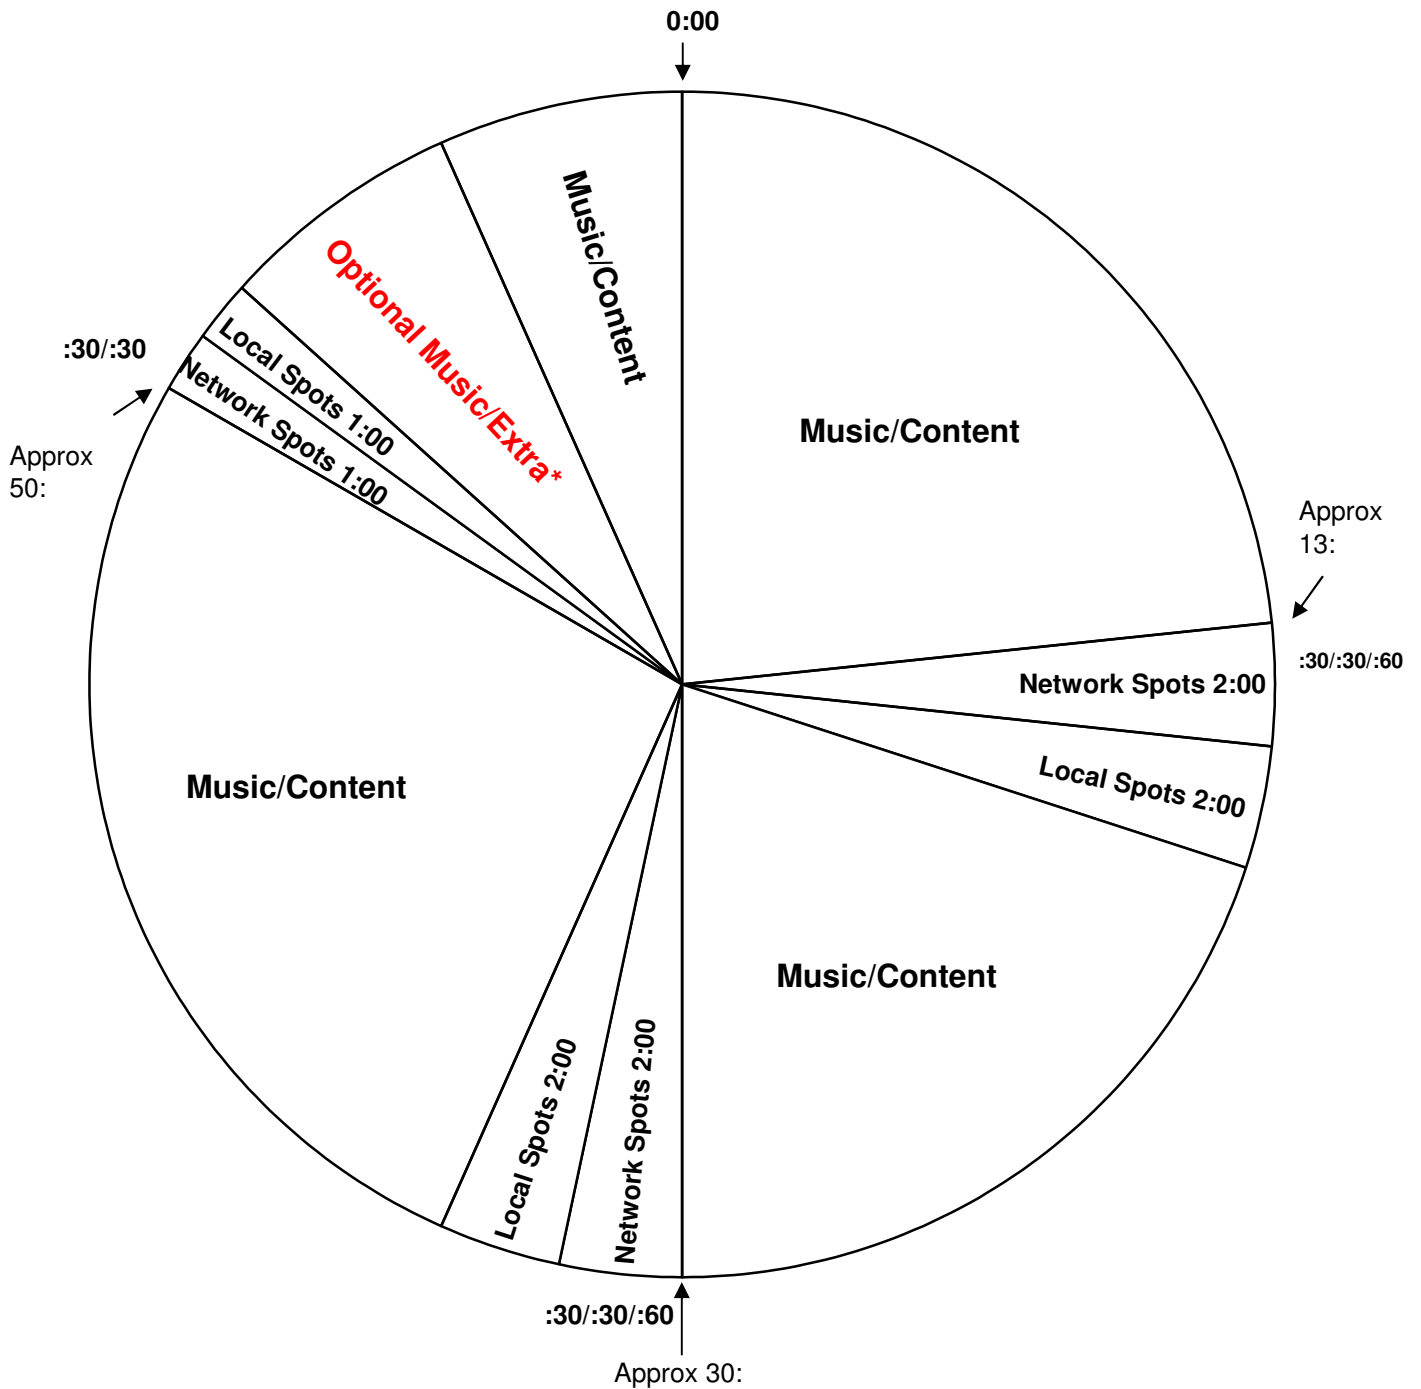 0:00
Music/Content
Music/Content
Optional Music/Extra*
:30/:30
Local Spots 1:00
Network Spots 1:00
Approx
50:
Music/Content
Approx
13:
:30/:30/:60
Network Spots 2:00
Local Spots 2:00
Music/Content
Music/Content
Local Spots 2:00
Network Spots 2:00
:30/:30/:60
Approx 30: